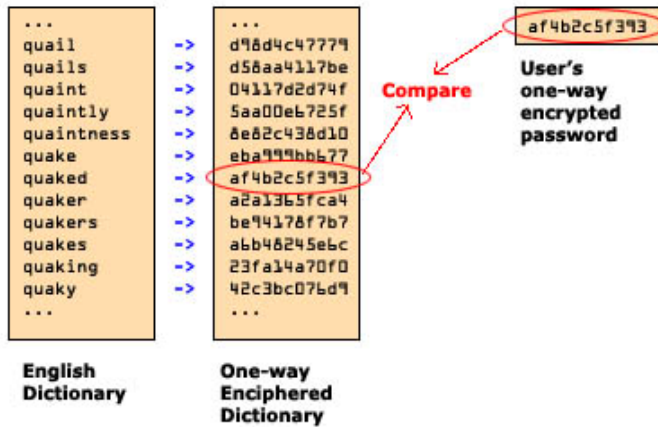 ...
quail -> d98d4c47779
quails -> d58aa4117be
quaint -> 04117d2d74f
quaintly -> 5aa00e6725f
quaintness -> 8e82c438d10
quake -> eba999bb677
quaked -> af4b2c5f393
quaker -> a2a1365fca4
quakers -> be94178f7b7
quakes -> a6b48245e6c
quaking -> 23fa14a70f0
quaky -> 42c3bc076d9
...
...
...
Compare
af4b2c5f393
User's
one-way
encrypted
password
English
Dictionary
One-way
Enciphered
Dictionary